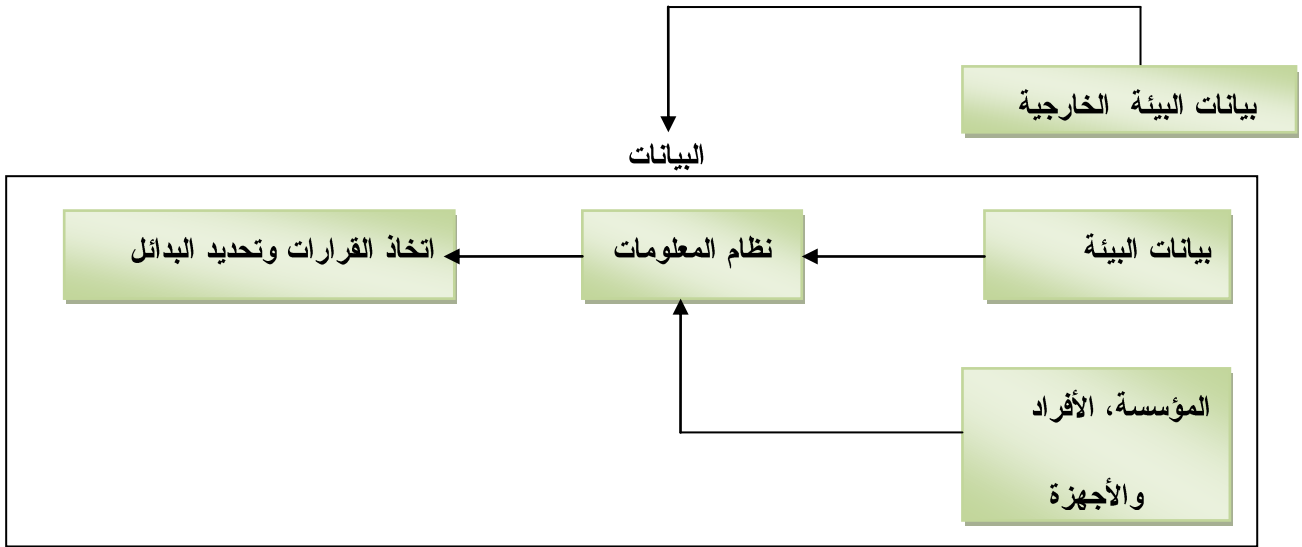 بيانات البيئة الخارجية
البيانات
بيانات البيئة
نظام المعلومات
اتخاذ القرارات وتحديد البدائل
المؤسسة، الأفراد
والأجهزة